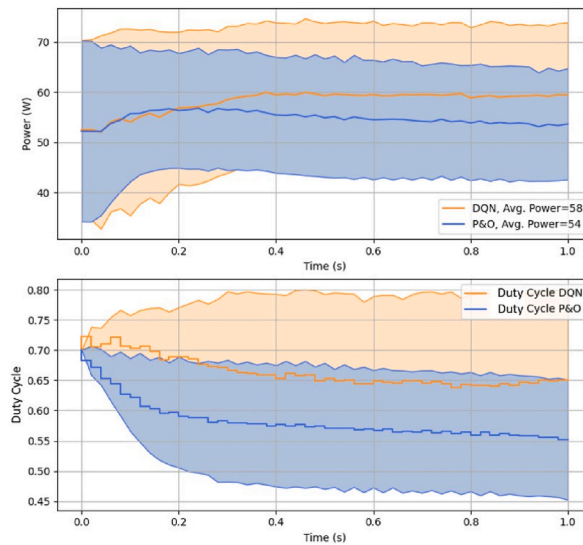 70
60
50
40
Power (W)
DQN, Avg. Power=58
P&O, Avg. Power=54
0.0 0.2 0.4 0.6 0.8 1.0
Time (s)
0.80
0.75
0.70
0.65
0.60
0.55
0.50
0.45
Duty Cycle
Duty Cycle DQN
Duty Cycle P&O
0.0 0.2 0.4 0.6 0.8 1.0
Time (s)